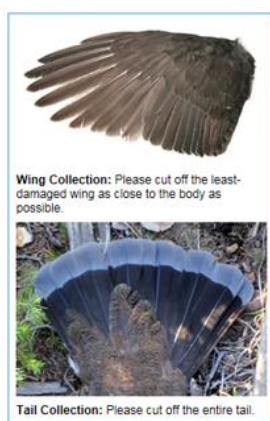 Wing Collection: Please cut off the least-
damaged wing as close to the body as
possible.
Tail Collection: Please cut off the entire tail.